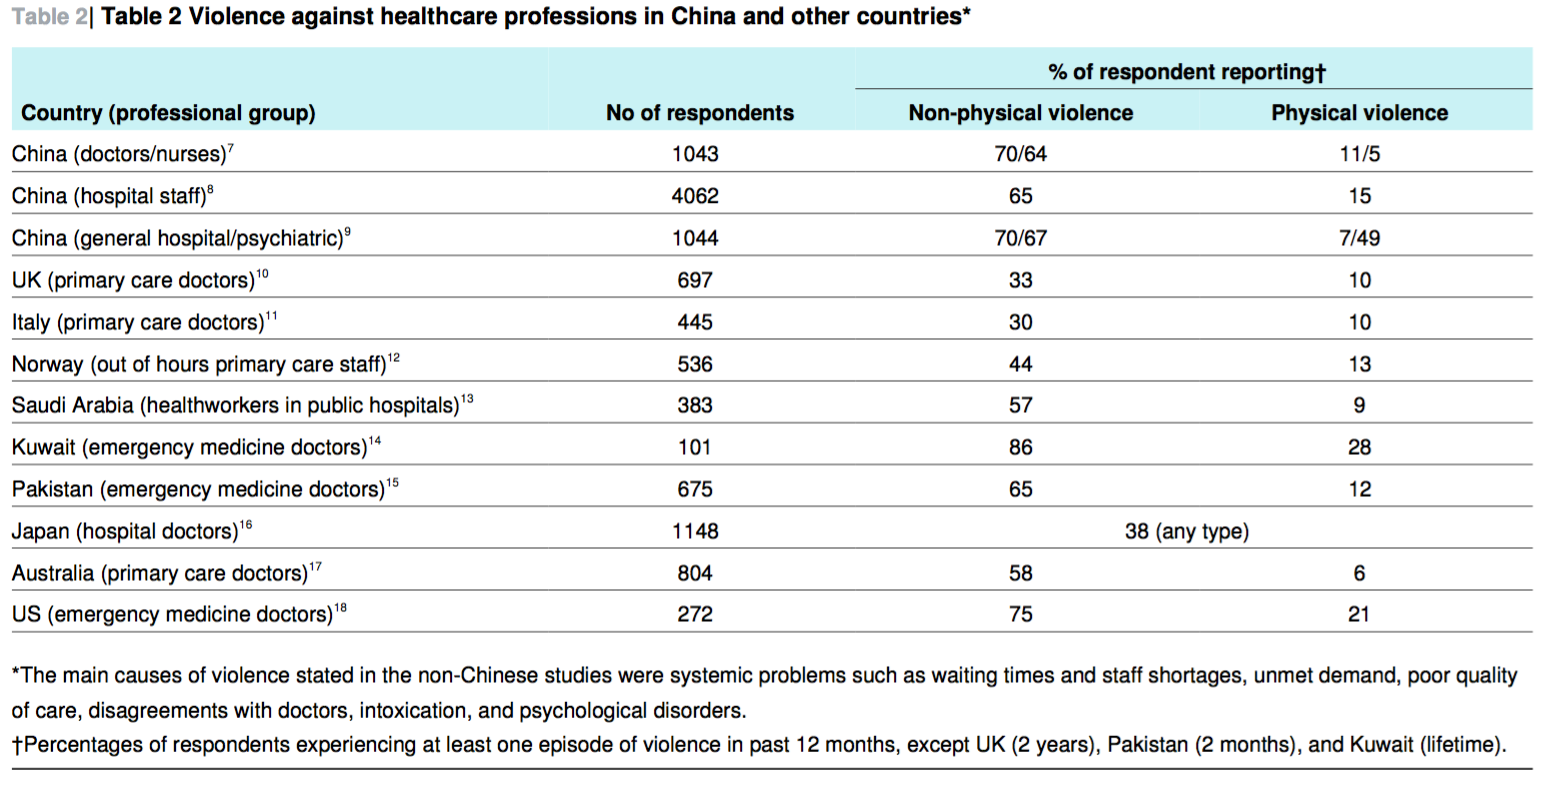 Table 2| Table 2 Violence against healthcare professions in China and other countries*
% of respondent reporting†
Country (professional group) No of respondents Non-physical violence Physical violence
China (doctors/nurses)7 1043 70/64 11/5
China (hospital staff)8 4062 65 15
China (general hospital/psychiatric)9 1044 70/67 7/49
UK (primary care doctors)10 697 33 10
Italy (primary care doctors)11 445 30 10
Norway (out of hours primary care staff)12 536 44 13
Saudi Arabia (healthworkers in public hospitals)13 383 57 9
Kuwait (emergency medicine doctors)14 101 86 28
Pakistan (emergency medicine doctors)15 675 65 12
Japan (hospital doctors)16 1148 38 (any type)
Australia (primary care doctors)17 804 58 6
US (emergency medicine doctors)18 272 75 21
*The main causes of violence stated in the non-Chinese studies were systemic problems such as waiting times and staff shortages, unmet demand, poor quality
of care, disagreements with doctors, intoxication, and psychological disorders.
†Percentages of respondents experiencing at least one episode of violence in past 12 months, except UK (2 years), Pakistan (2 months), and Kuwait (lifetime).